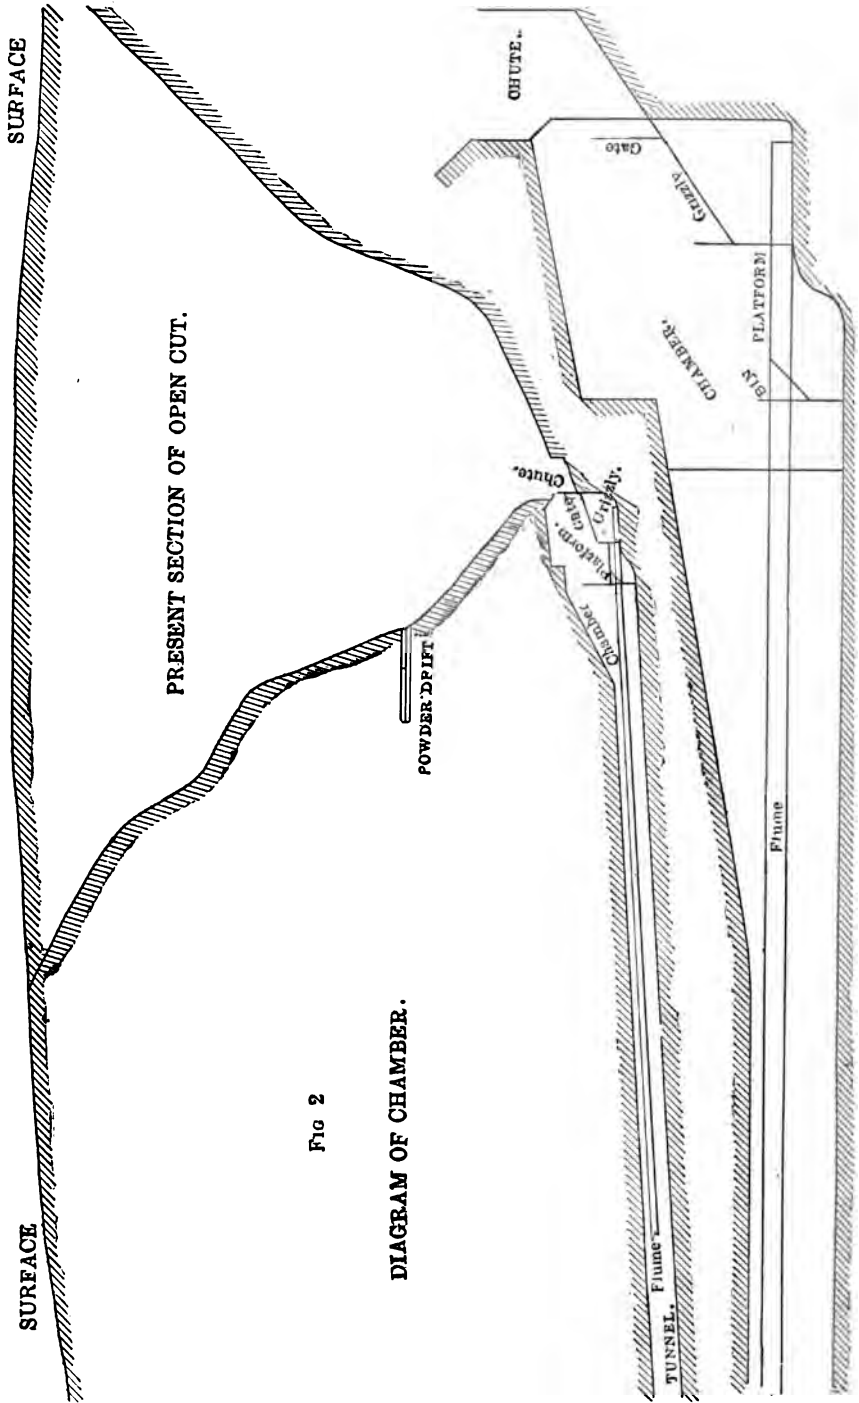 SURFACE
SURFACE
PRESENT SECTION OF OPEN CUT.
POWDER DRIFT
Fig 2
DIAGRAM OF CHAMBER.
Chute.
Gate
Grizzly.
Platform.
Chamber
Flume
TUNNEL.
CHUTE.
Gate
Grizzly
CHAMBER.
PLATFORM
BIN
Flume